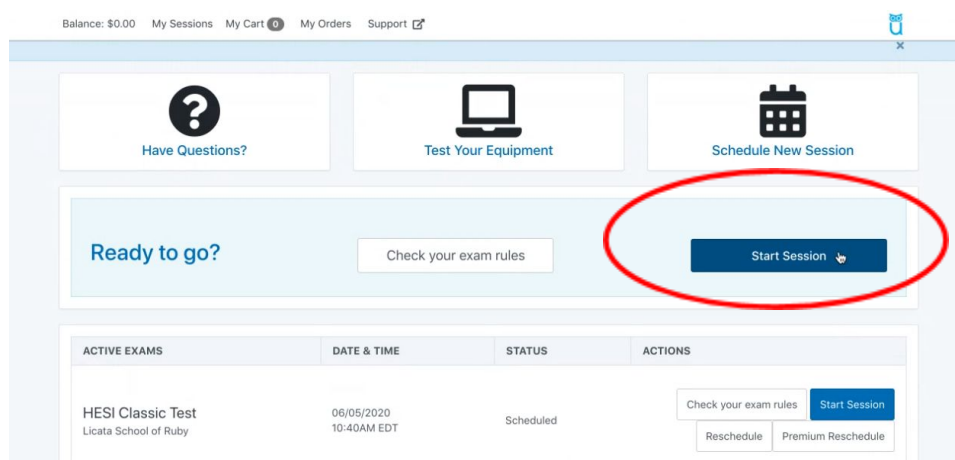 Balance: $0.00 My Sessions My Cart 0 My Orders Support
Have Questions?
Test Your Equipment
Schedule New Session
Ready to go?
Check your exam rules
Start Session
ACTIVE EXAMS DATE & TIME STATUS ACTIONS
HESI Classic Test
Licata School of Ruby
06/05/2020
10:40AM EDT
Scheduled
Check your exam rules
Start Session
Reschedule
Premium Reschedule